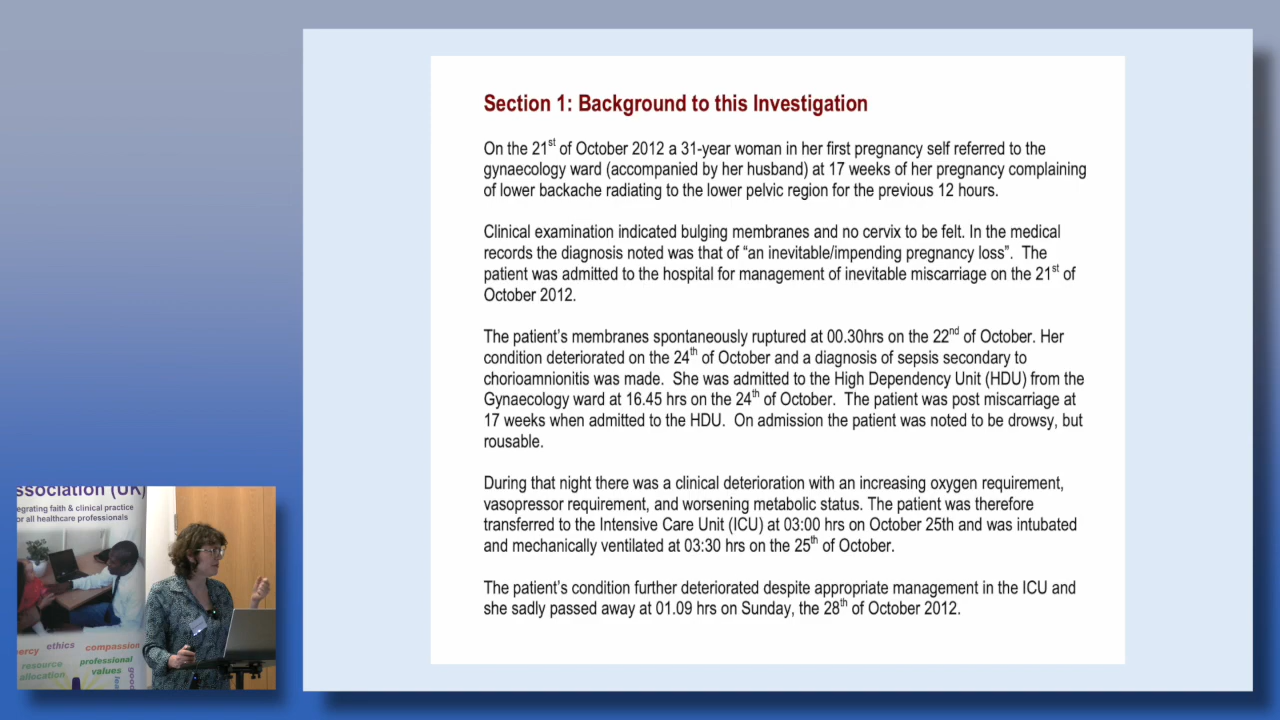 Section 1: Background to this Investigation
On the 21st of October 2012 a 31-year woman in her first pregnancy self referred to the
gynaecology ward (accompanied by her husband) at 17 weeks of her pregnancy complaining
of lower backache radiating to the lower pelvic region for the previous 12 hours.
Clinical examination indicated bulging membranes and no cervix to be felt. In the medical
records the diagnosis noted was that of “an inevitable/impending pregnancy loss”. The
patient was admitted to the hospital for management of inevitable miscarriage on the 21st of
October 2012.
The patient’s membranes spontaneously ruptured at 00.30hrs on the 22nd of October. Her
condition deteriorated on the 24th of October and a diagnosis of sepsis secondary to
chorioamnionitis was made. She was admitted to the High Dependency Unit (HDU) from the
Gynaecology ward at 16.45 hrs on the 24th of October. The patient was post miscarriage at
17 weeks when admitted to the HDU. On admission the patient was noted to be drowsy, but
rousable.
During that night there was a clinical deterioration with an increasing oxygen requirement,
vasopressor requirement, and worsening metabolic status. The patient was therefore
transferred to the Intensive Care Unit (ICU) at 03:00 hrs on October 25th and was intubated
and mechanically ventilated at 03:30 hrs on the 25th of October.
The patient’s condition further deteriorated despite appropriate management in the ICU and
she sadly passed away at 01.09 hrs on Sunday, the 28th of October 2012.
ssociation (UK)
egrating faith & clinical practice
or all healthcare professionals
ercy ethics compassion
resource professional
allocation values